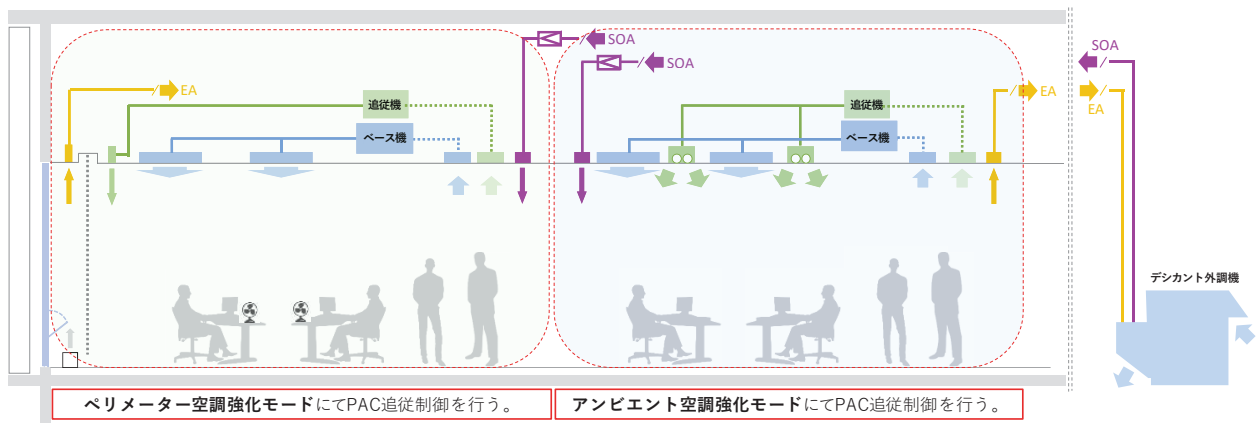 SOA
SOA
SOA
EA
EA
EA
追従機
ベース機
追従機
ベース機
デシカント外調機
ペリメーター空調強化モードにてPAC追従制御を行う。
アンビエント空調強化モードにてPAC追従制御を行う。